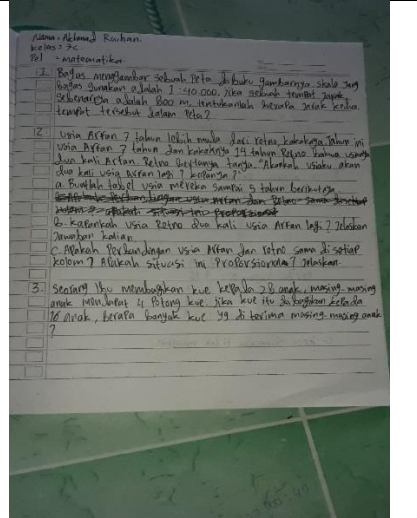 Nama = Akhmad Raihan
kelas = 7c
Pel = matematika
1. Bagas menggambar sebuah Peta dibuku gambarnya skala yang
bagas gunakan adalah 1:40.000. Jika sebuah tempat Jarak
Sebenarnya adalah 800 m, tentukanlah berapa Jarak kedua
tempat tersebut dalam Peta?
2. Usia Arfan 7 tahun lebih muda dari retno, kakaknya Tahun ini
Usia Arfan 7 tahun dan kakaknya 14 tahun Retno bahwa usianya
dua kali Arfan. Retno bertanya tanya. "Akankah usiaku akan
dua kali usia Arfan lagi? kapanya?"
a. Buatlah tabel usia mereka sampai 5 tahun berikutnya
b. Kapankah usia Retno dua kali usia Arfan lagi? Jelaskan
Jawaban kalian
c. Apakah Perbandingan usia Arfan dan retno sama di setiap
kolom? Apakah situasi ini Proporsional? Jelaskan.
3. Seorang Ibu membagikan kue kepada 28 anak, masing-masing
anak mendapat 4 Potong kue. Jika kue itu di bagikan kepada
16 anak, berapa banyak kue yg di terima masing-masing anak
?